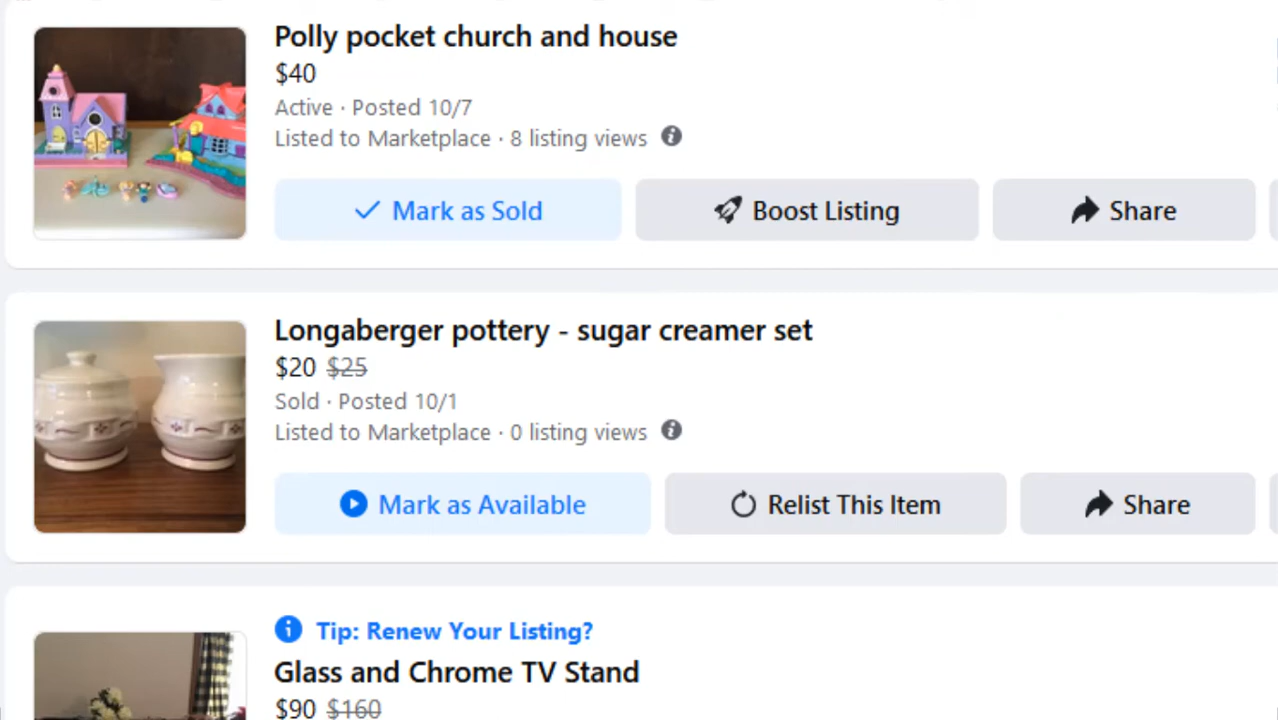 Polly pocket church and house
$40
Active · Posted 10/7
Listed to Marketplace · 8 listing views
Mark as Sold
Boost Listing
Share
Longaberger pottery - sugar creamer set
$20 $25
Sold · Posted 10/1
Listed to Marketplace · 0 listing views
Mark as Available
Relist This Item
Share
Tip: Renew Your Listing?
Glass and Chrome TV Stand
$90 $160